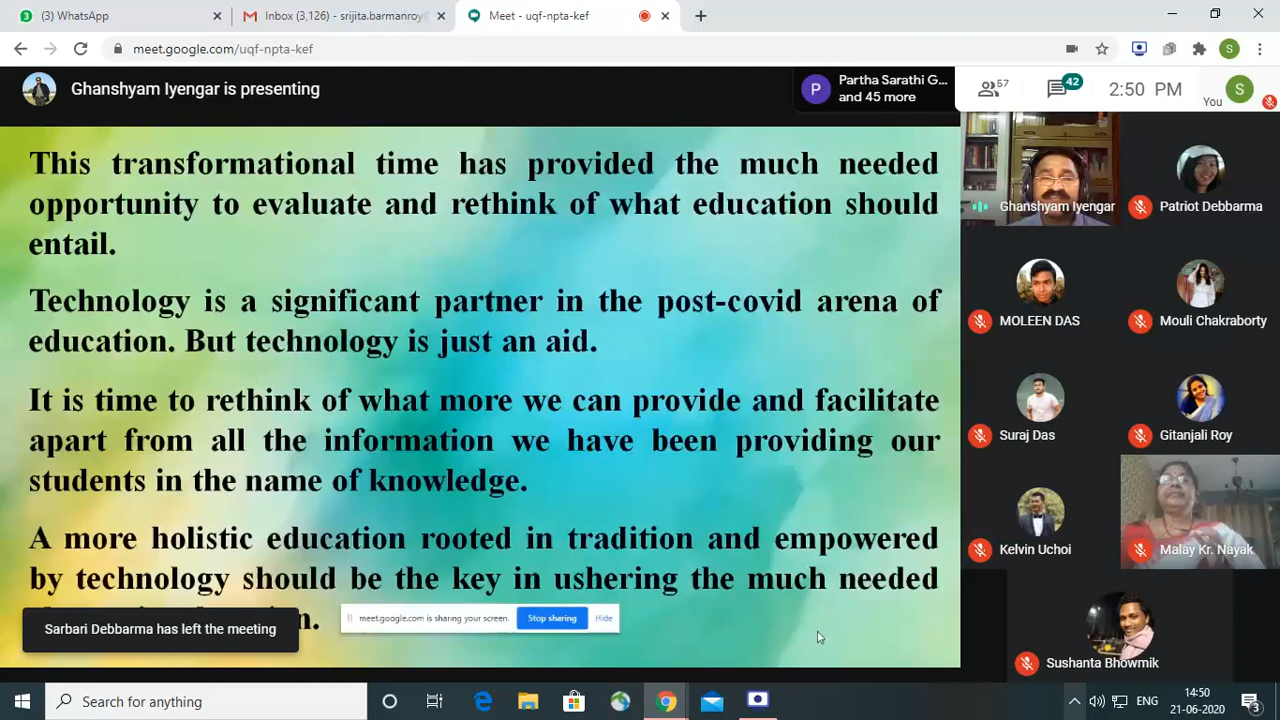 (3) WhatsApp
Inbox (3,126) - srijita.barmanroy@
Meet - uqf-npta-kef
meet.google.com/uqf-npta-kef
S
Ghanshyam Iyengar is presenting
P
Partha Sarathi G...
and 45 more
57
42
2:50 PM
You
S
This transformational time has provided the much needed
opportunity to evaluate and rethink of what education should
entail.
Technology is a significant partner in the post-covid arena of
education. But technology is just an aid.
It is time to rethink of what more we can provide and facilitate
apart from all the information we have been providing our
students in the name of knowledge.
A more holistic education rooted in tradition and empowered
by technology should be the key in ushering the much needed
Sarbari Debbarma has left the meeting
meet.google.com is sharing your screen.
Stop sharing
Hide
Ghanshyam Iyengar
Patriot Debbarma
MOLEEN DAS
Mouli Chakraborty
Suraj Das
Gitanjali Roy
Kelvin Uchoi
Malay Kr. Nayak
Sushanta Bhowmik
Search for anything
ENG
14:50
21-06-2020
3